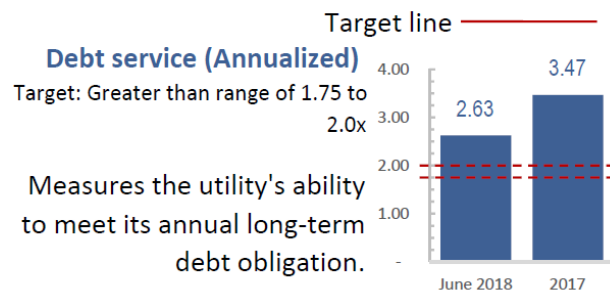 Target line
Debt service (Annualized)
Target: Greater than range of 1.75 to
2.0x
Measures the utility's ability
to meet its annual long-term
debt obligation.
4.00
3.00
2.00
1.00
-
2.63
3.47
June 2018
2017